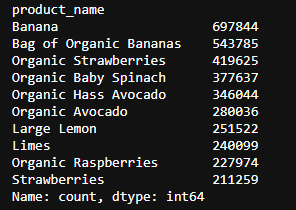 product_name
Banana 697844
Bag of Organic Bananas 543785
Organic Strawberries 419625
Organic Baby Spinach 377637
Organic Hass Avocado 346044
Organic Avocado 280036
Large Lemon 251522
Limes 240099
Organic Raspberries 227974
Strawberries 211259
Name: count, dtype: int64